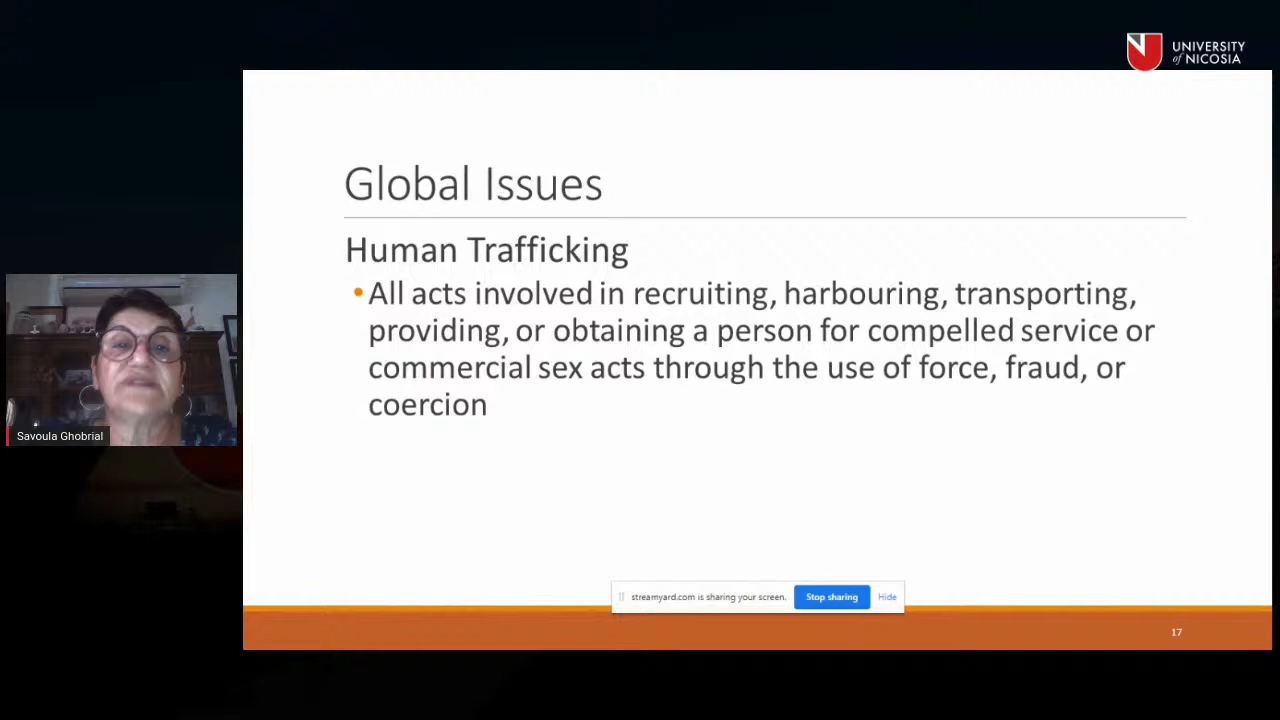 UNIVERSITY
of NICOSIA
Global Issues
Human Trafficking
•All acts involved in recruiting, harbouring, transporting,
providing, or obtaining a person for compelled service or
commercial sex acts through the use of force, fraud, or
coercion
Savoula Ghobrial
streamyard.com is sharing your screen. Stop sharing Hide
17